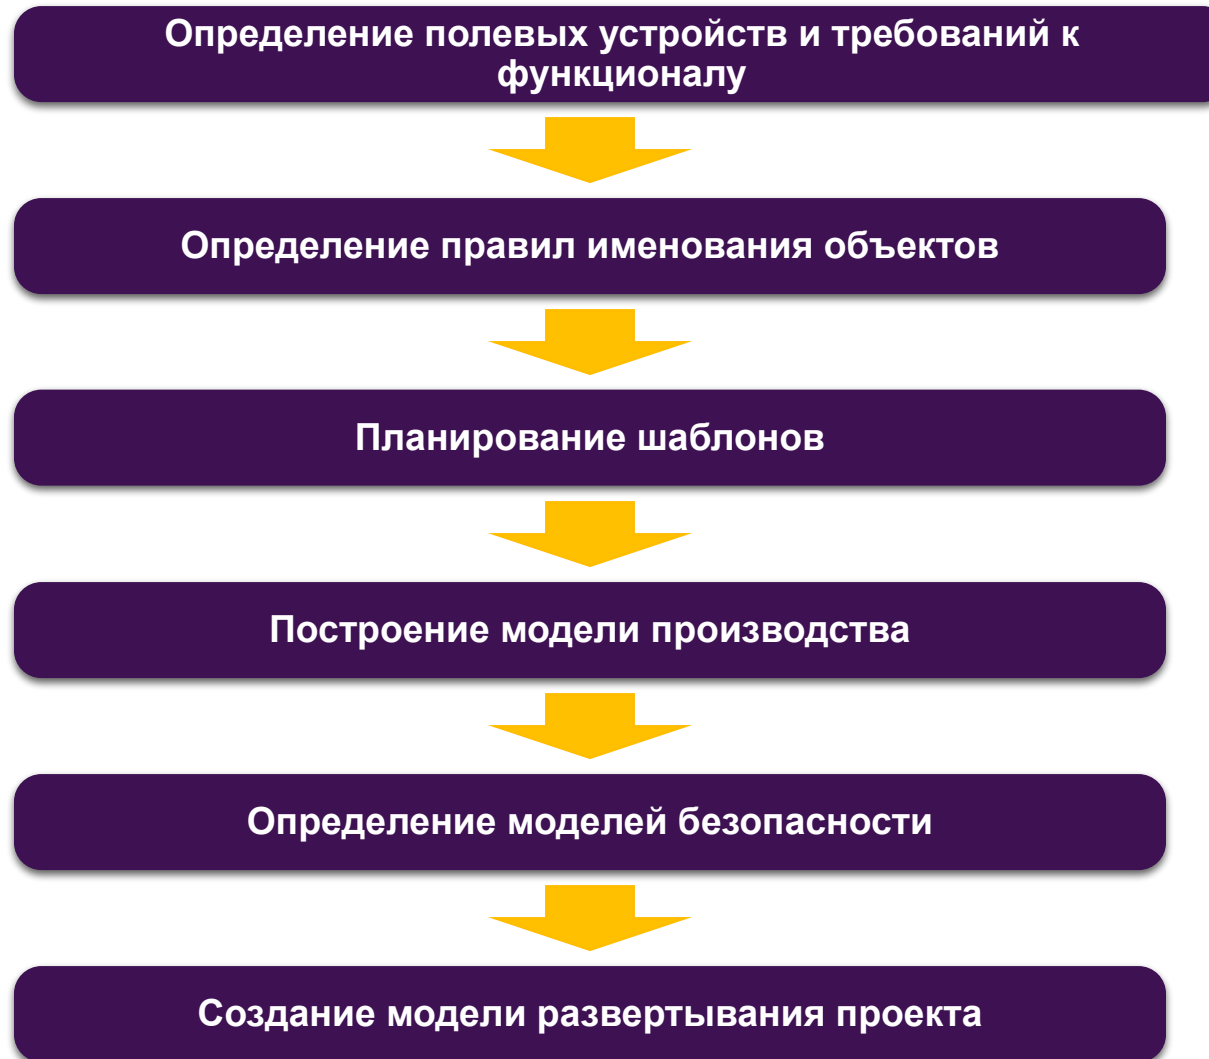 Определение полевых устройств и требований к
функционалу
Определение правил именования объектов
Планирование шаблонов
Построение модели производства
Определение моделей безопасности
Создание модели развертывания проекта